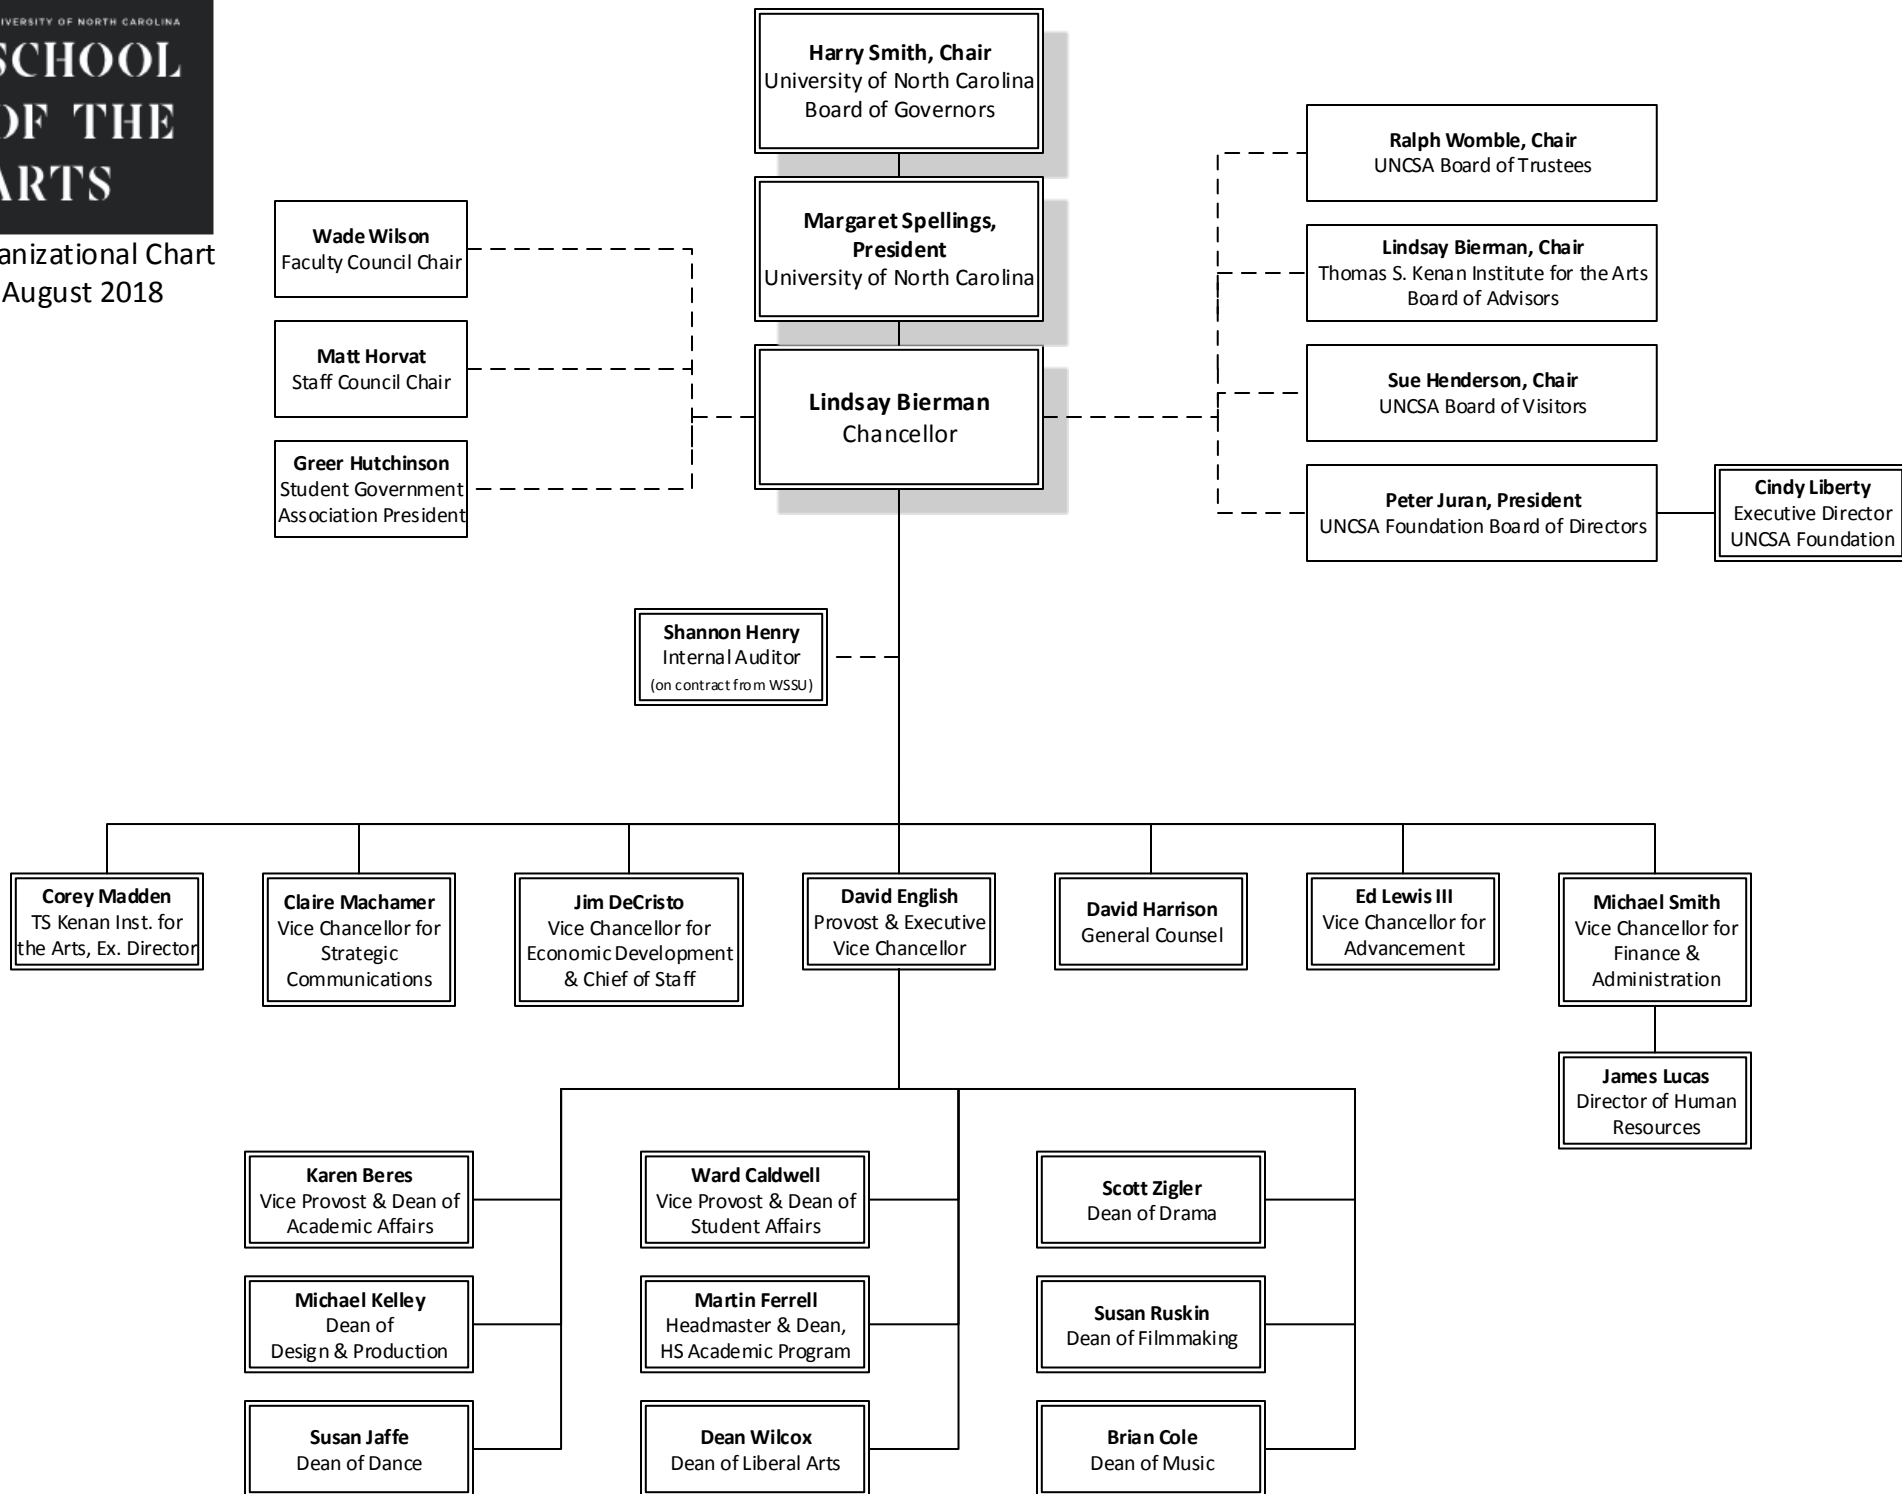 IVERSITY OF NORTH CAROLINA
SCHOOL
OF THE
ARTS
anizational Chart
August 2018
Harry Smith, Chair
University of North Carolina
Board of Governors
Margaret Spellings,
President
University of North Carolina
Lindsay Bierman
Chancellor
Wade Wilson
Faculty Council Chair
Matt Horvat
Staff Council Chair
Greer Hutchinson
Student Government
Association President
Ralph Womble, Chair
UNCSA Board of Trustees
Lindsay Bierman, Chair
Thomas S. Kenan Institute for the Arts
Board of Advisors
Sue Henderson, Chair
UNCSA Board of Visitors
Peter Juran, President
UNCSA Foundation Board of Directors
Cindy Liberty
Executive Director
UNCSA Foundation
Shannon Henry
Internal Auditor
(on contract from WSSU)
Corey Madden
TS Kenan Inst. for
the Arts, Ex. Director
Claire Machamer
Vice Chancellor for
Strategic
Communications
Jim DeCristo
Vice Chancellor for
Economic Development
& Chief of Staff
David English
Provost & Executive
Vice Chancellor
David Harrison
General Counsel
Ed Lewis III
Vice Chancellor for
Advancement
Michael Smith
Vice Chancellor for
Finance &
Administration
James Lucas
Director of Human
Resources
Karen Beres
Vice Provost & Dean of
Academic Affairs
Ward Caldwell
Vice Provost & Dean of
Student Affairs
Scott Zigler
Dean of Drama
Michael Kelley
Dean of
Design & Production
Martin Ferrell
Headmaster & Dean,
HS Academic Program
Susan Ruskin
Dean of Filmmaking
Susan Jaffe
Dean of Dance
Dean Wilcox
Dean of Liberal Arts
Brian Cole
Dean of Music